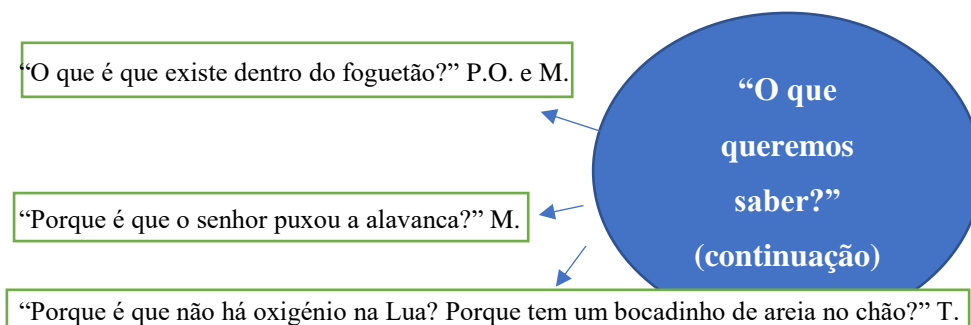 “O que é que existe dentro do foguetão?” P.O. e M.
“O que
queremos
saber?”
(continuação)
“Porque é que o senhor puxou a alavanca?” M.
“Porque é que não há oxigénio na Lua? Porque tem um bocadinho de areia no chão?” T.